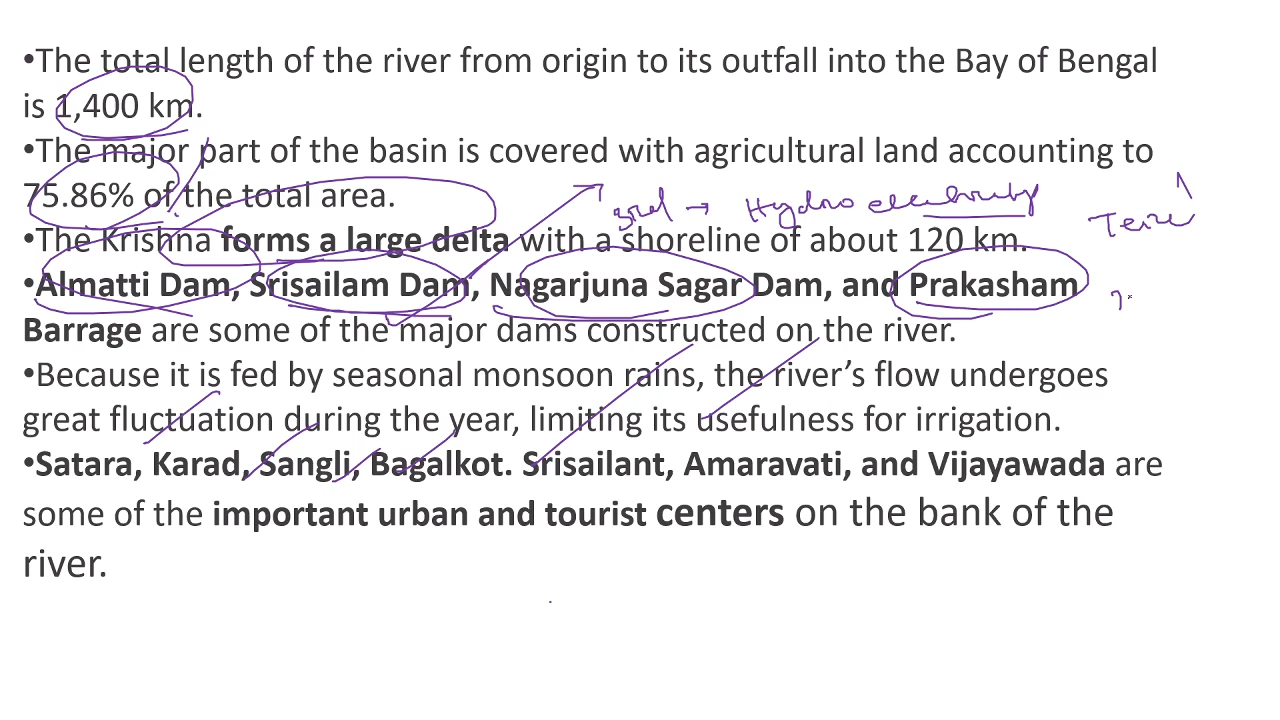 •The total length of the river from origin to its outfall into the Bay of Bengal
is 1,400 km.
•The major part of the basin is covered with agricultural land accounting to
75.86% of the total area.
3rd → Hydro electricity
•The Krishna forms a large delta with a shoreline of about 120 km.
•Almatti Dam, Srisailam Dam, Nagarjuna Sagar Dam, and Prakasham
Barrage are some of the major dams constructed on the river.
•Because it is fed by seasonal monsoon rains, the river’s flow undergoes
great fluctuation during the year, limiting its usefulness for irrigation.
•Satara, Karad, Sangli, Bagalkot. Srisailant, Amaravati, and Vijayawada are
some of the important urban and tourist centers on the bank of the
river.